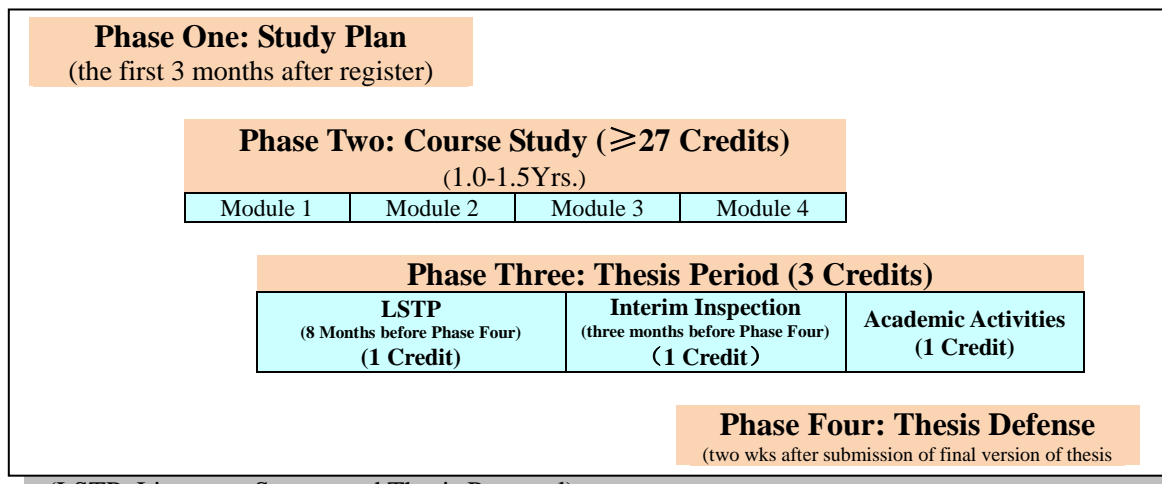 Phase One: Study Plan
(the first 3 months after register)
Phase Two: Course Study (≥27 Credits)
(1.0-1.5Yrs.)
Module 1 Module 2 Module 3 Module 4
Phase Three: Thesis Period (3 Credits)
LSTP
(8 Months before Phase Four)
(1 Credit)
Interim Inspection
(three months before Phase Four)
（1 Credit）
Academic Activities
(1 Credit)
Phase Four: Thesis Defense
(two wks after submission of final version of thesis